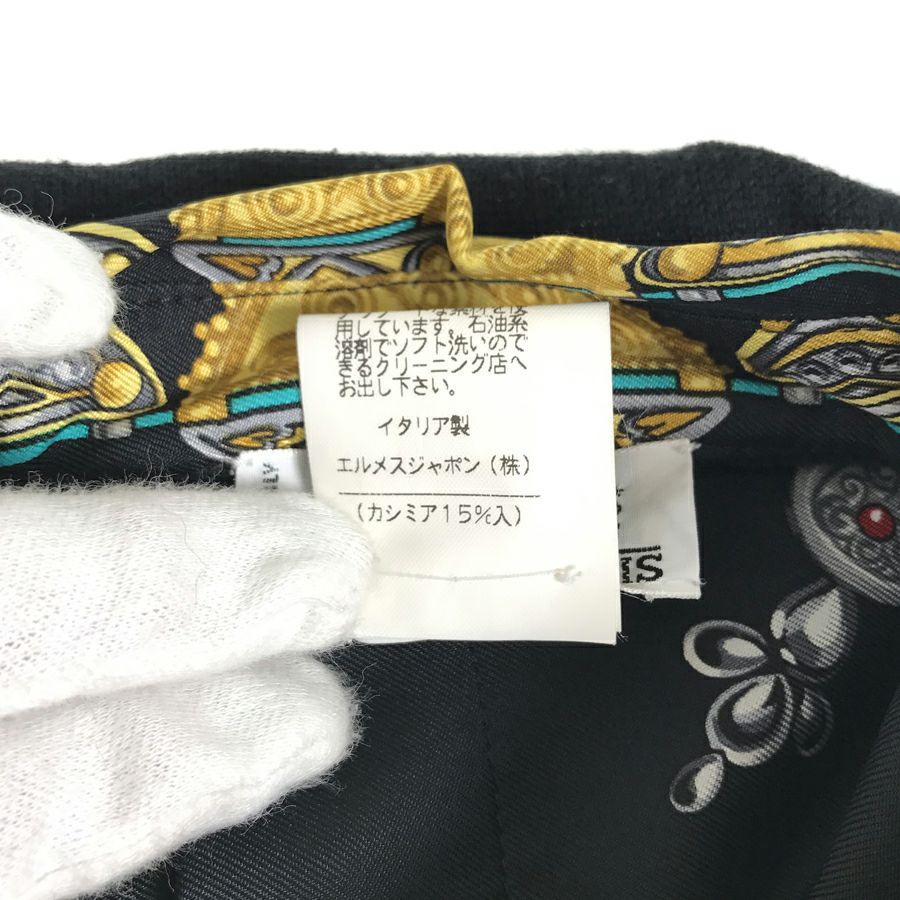 用しています。石油系
溶剤でソフト洗いので
きるクリーニング店へ
お出し下さい。
イタリア製
エルメスジャポン(株)
(カシミア15%入)